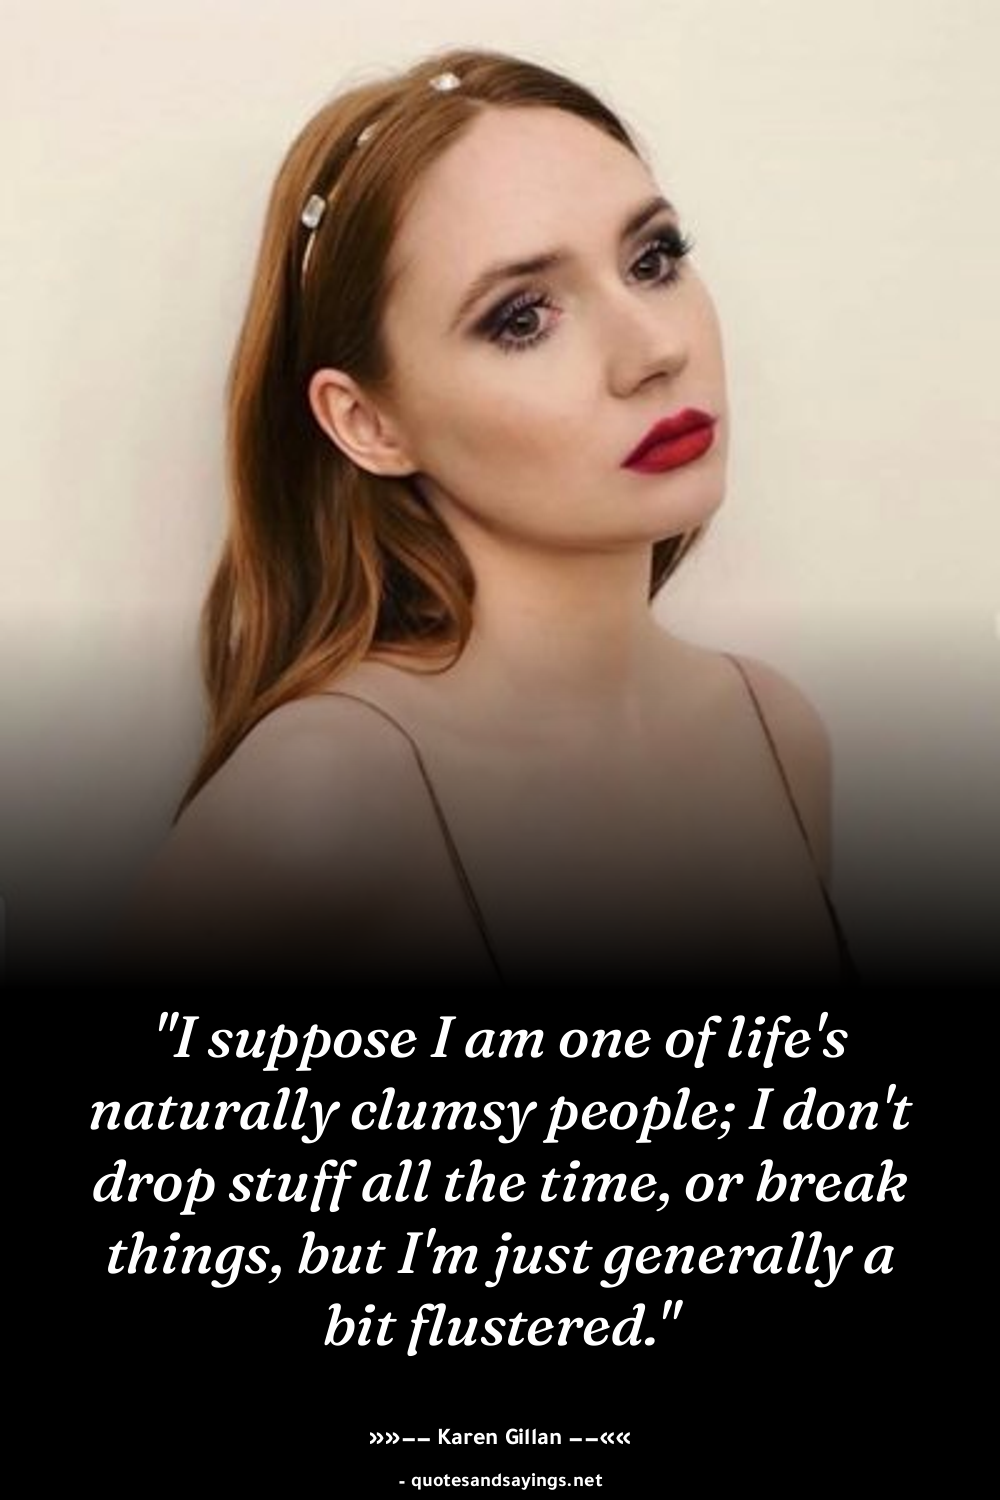 "I suppose I am one of life's
naturally clumsy people; I don't
drop stuff all the time, or break
things, but I'm just generally a
bit flustered."
»»–– Karen Gillan ––««
- quotesandsayings.net